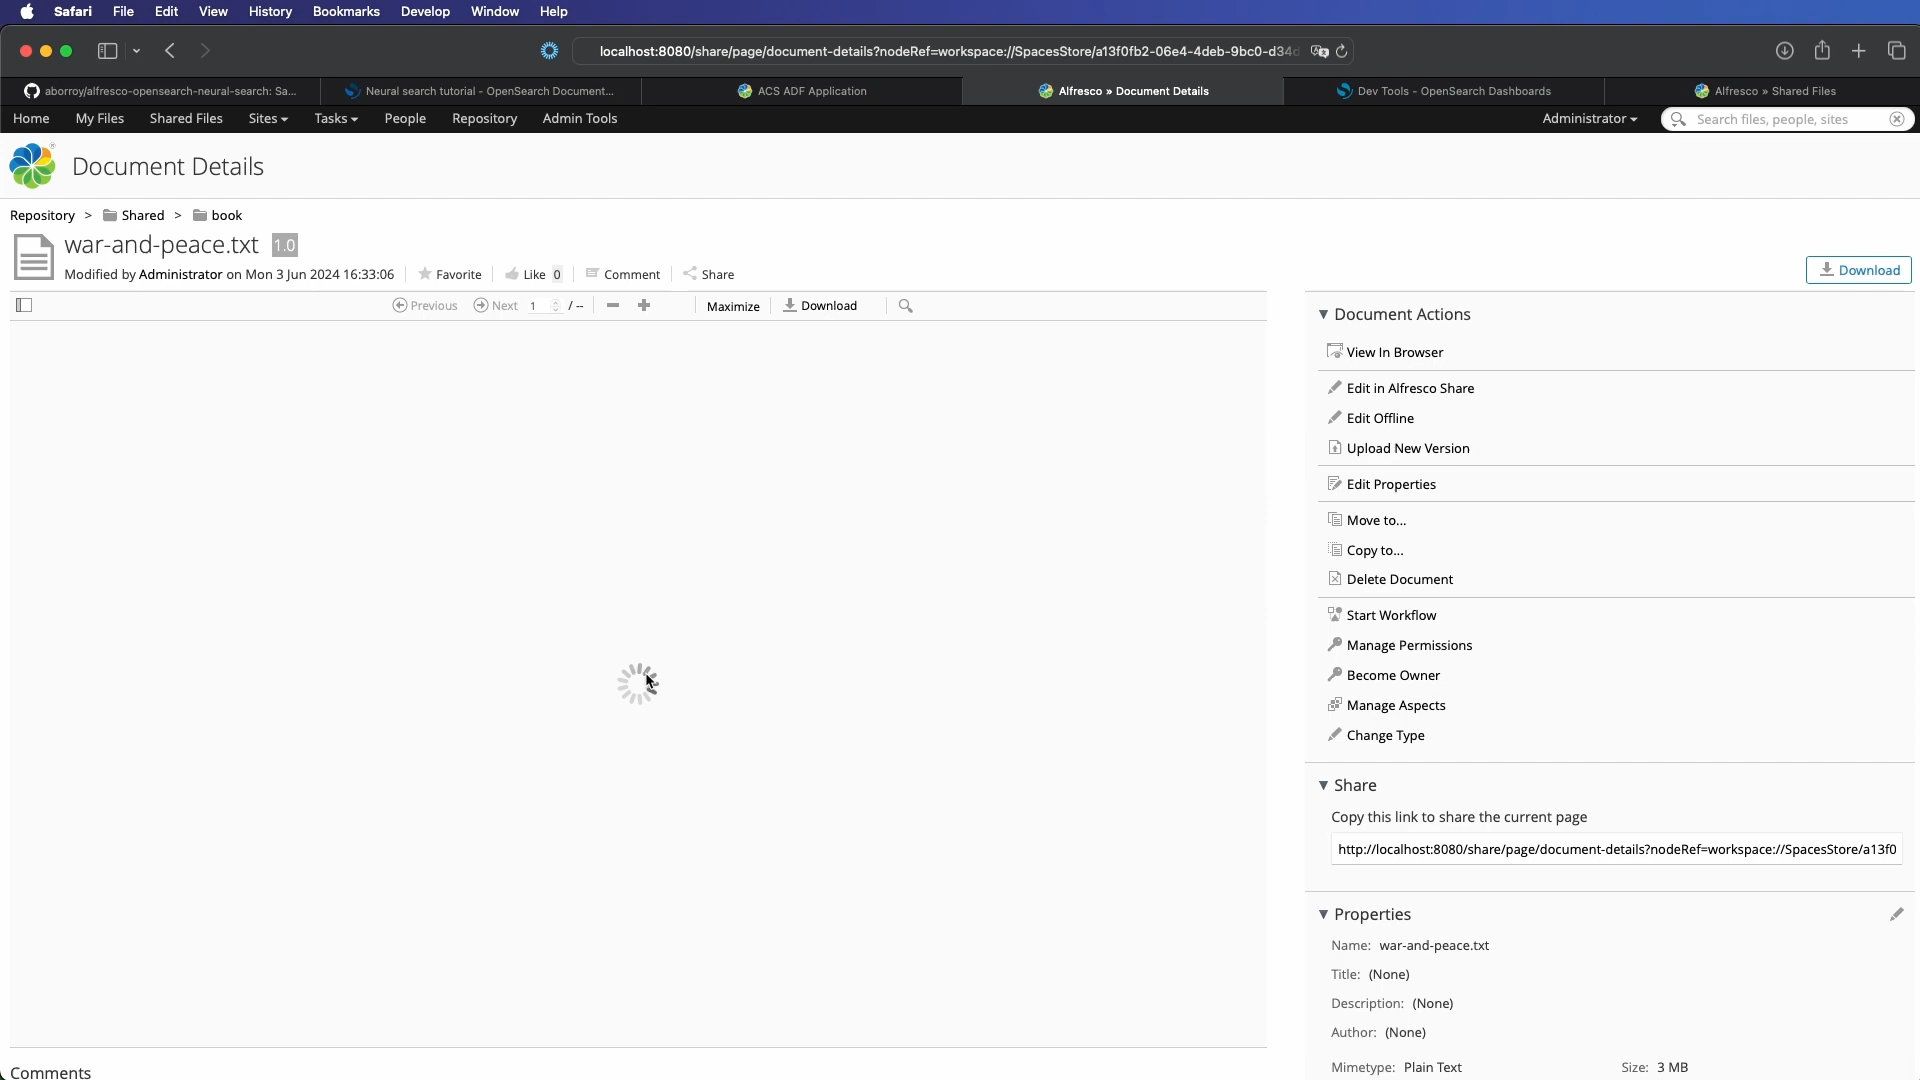 Safari File Edit View History Bookmarks Develop Window Help
localhost:8080/share/page/document-details?nodeRef=workspace://SpacesStore/a13f0fb2-06e4-4deb-9bc0-d34d
aborroy/alfresco-opensearch-neural-search: Sa... Neural search tutorial - OpenSearch Document... ACS ADF Application Alfresco » Document Details Dev Tools - OpenSearch Dashboards Alfresco » Shared Files
Home My Files Shared Files Sites Tasks People Repository Admin Tools Administrator Search files, people, sites
Document Details
Repository > Shared > book
war-and-peace.txt 1.0
Modified by Administrator on Mon 3 Jun 2024 16:33:06 Favorite Like 0 Comment Share
Download
Previous Next 1 / -- Maximize Download
Document Actions
View In Browser
Edit in Alfresco Share
Edit Offline
Upload New Version
Edit Properties
Move to...
Copy to...
Delete Document
Start Workflow
Manage Permissions
Become Owner
Manage Aspects
Change Type
Share
Copy this link to share the current page
http://localhost:8080/share/page/document-details?nodeRef=workspace://SpacesStore/a13f0
Properties
Name: war-and-peace.txt
Title: (None)
Description: (None)
Author: (None)
Mimetype: Plain Text Size: 3 MB
Comments